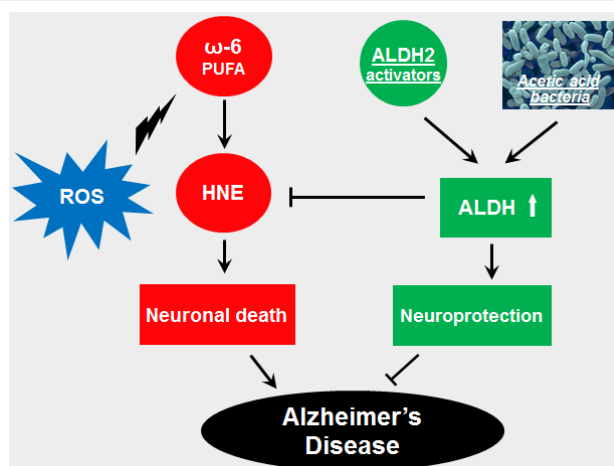 ω-6
PUFA
ALDH2
activators
Acetic acid
bacteria
ROS
HNE
ALDH
Neuronal death
Neuroprotection
Alzheimer's
Disease